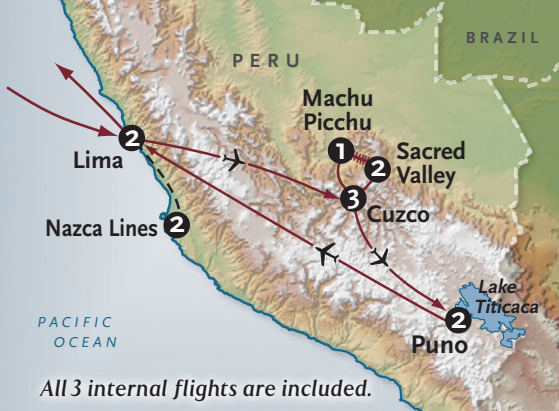 BRAZIL
PERU
Machu
Picchu
1
2
Sacred
Valley
2
Lima
3
Cuzco
Nazca Lines
2
Lake
Titicaca
2
Puno
PACIFIC
OCEAN
All 3 internal flights are included.